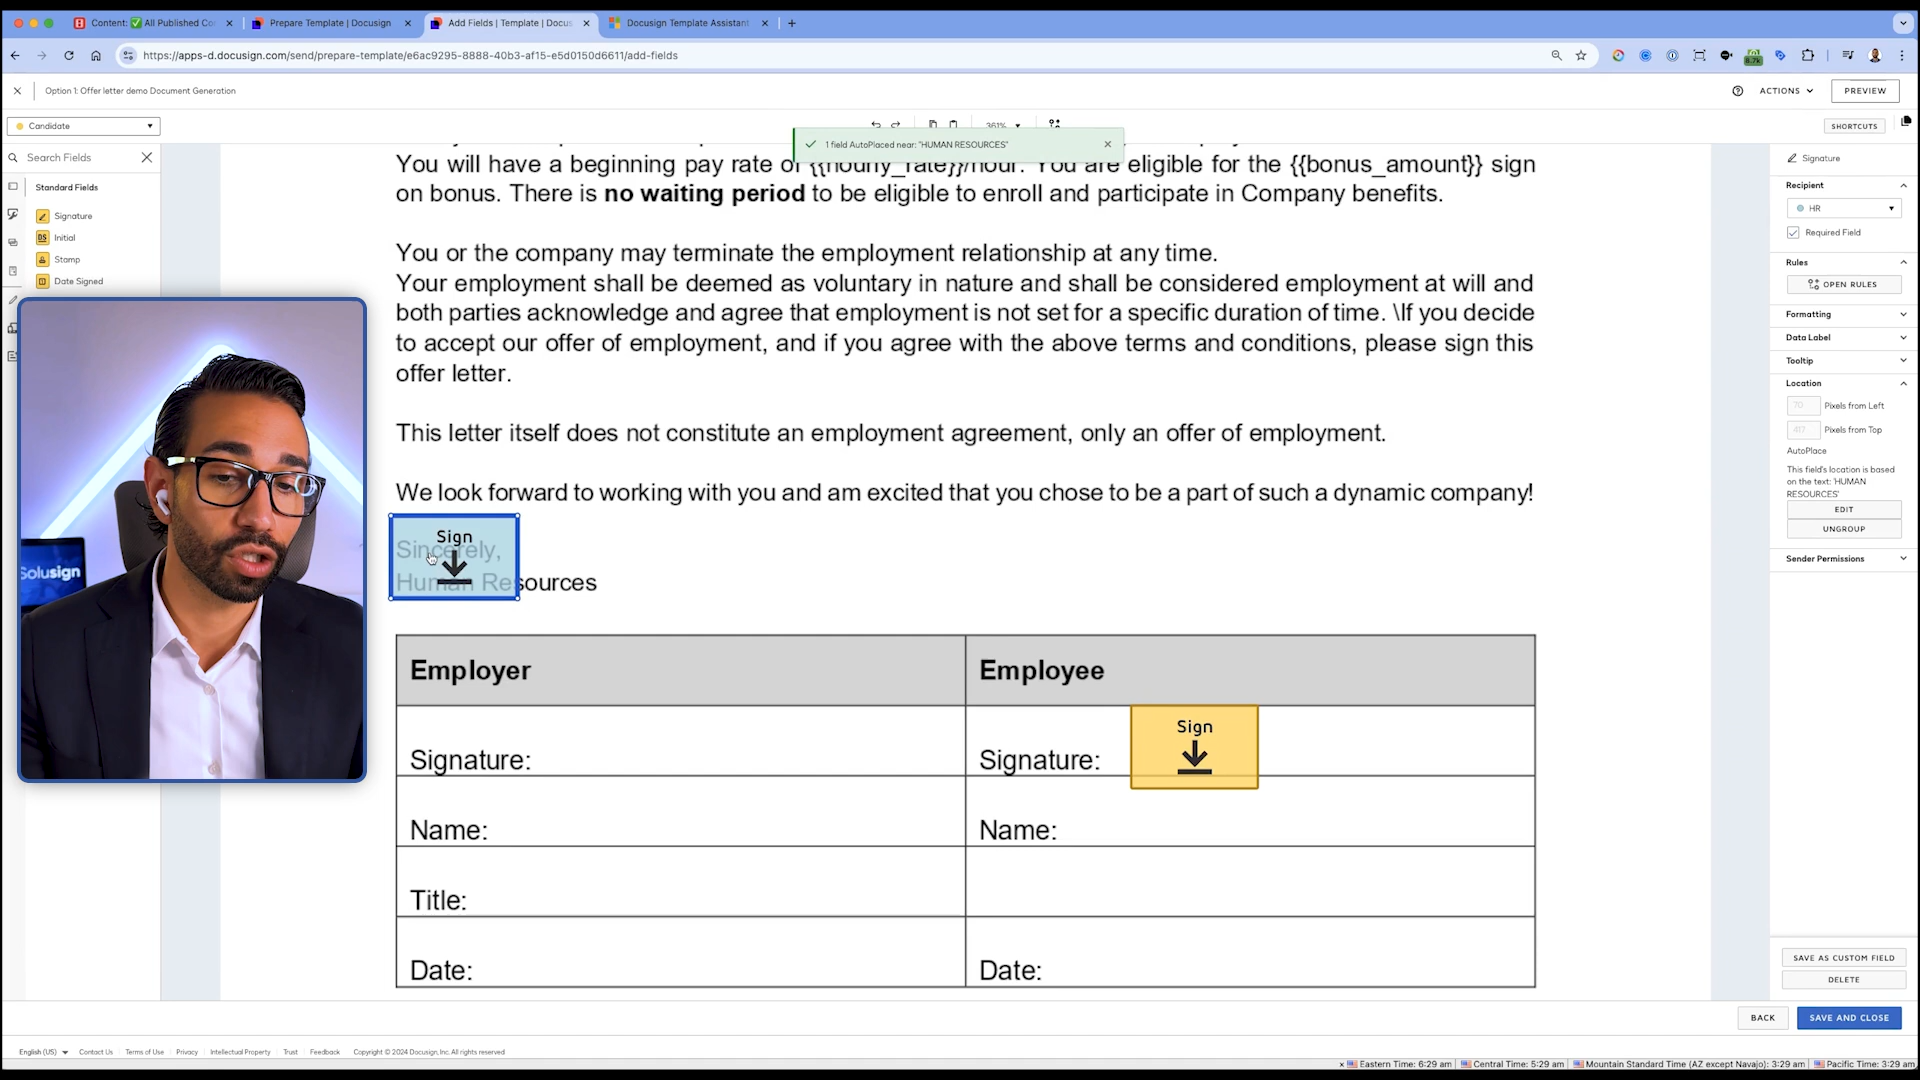 Content: ✅ All Published Co
Prepare Template | Docusign
Add Fields | Template | Docus
Docusign Template Assistant
https://apps-d.docusign.com/send/prepare-template/e6ac9295-8888-40b3-af15-e5d0150d6611/add-fields
8.7k
Option 1: Offer letter demo Document Generation
ACTIONS
PREVIEW
Candidate
361%
SHORTCUTS
1 field AutoPlaced near: "HUMAN RESOURCES"
Search Fields
Standard Fields
Signature
DS Initial
Stamp
Date Signed
You will have a beginning pay rate of {{hourly_rate}}/hour. You are eligible for the {{bonus_amount}} sign
on bonus. There is no waiting period to be eligible to enroll and participate in Company benefits.
You or the company may terminate the employment relationship at any time.
Your employment shall be deemed as voluntary in nature and shall be considered employment at will and
both parties acknowledge and agree that employment is not set for a specific duration of time. \If you decide
to accept our offer of employment, and if you agree with the above terms and conditions, please sign this
offer letter.
This letter itself does not constitute an employment agreement, only an offer of employment.
We look forward to working with you and am excited that you chose to be a part of such a dynamic company!
Sign
Sincerely,
Human Resources
Employer
Employee
Signature:
Signature:
Sign
Name:
Name:
Title:
Date:
Date:
Solusign
Signature
Recipient
HR
Required Field
Rules
OPEN RULES
Formatting
Data Label
Tooltip
Location
70 Pixels from Left
417 Pixels from Top
AutoPlace
This field's location is based
on the text: 'HUMAN
RESOURCES'
EDIT
UNGROUP
Sender Permissions
SAVE AS CUSTOM FIELD
DELETE
BACK
SAVE AND CLOSE
English (US)
Contact Us
Terms of Use
Privacy
Intellectual Property
Trust
Feedback
Copyright © 2024 Docusign, Inc. All rights reserved
x Eastern Time: 6:29 am
Central Time: 5:29 am
Mountain Standard Time (AZ except Navajo): 3:29 am
Pacific Time: 3:29 am